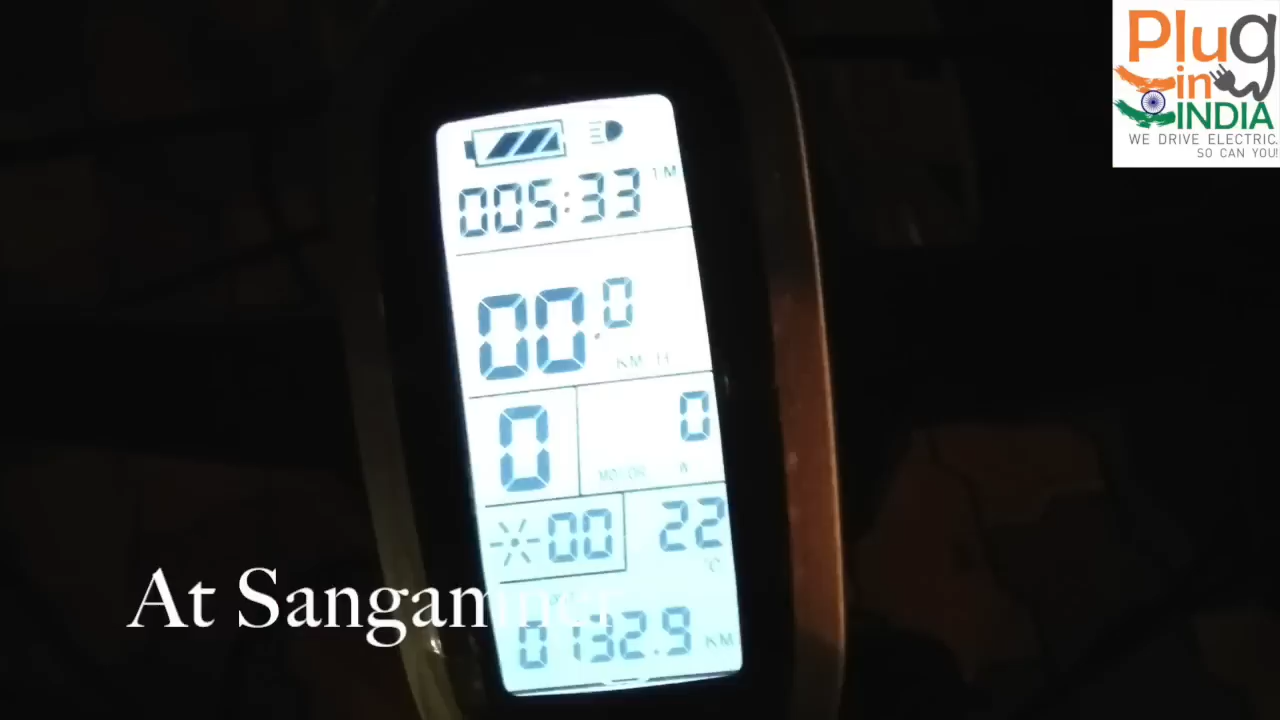 Plug
in
INDIA
WE DRIVE ELECTRIC.
SO CAN YOU!
TM
005:33
00.0
KM H
0
0
MOTOR W
00
22
°C
At Sangamner
0132.9 KM